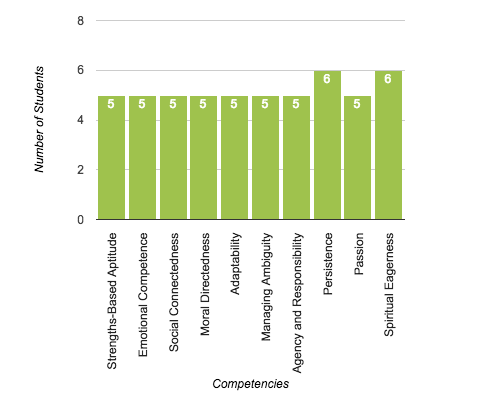 8
6
4
2
0
Number of Students
5
5
5
5
5
5
5
6
5
6
Strengths-Based Aptitude
Emotional Competence
Social Connectedness
Moral Directedness
Adaptability
Managing Ambiguity
Agency and Responsibility
Persistence
Passion
Spiritual Eagerness
Competencies